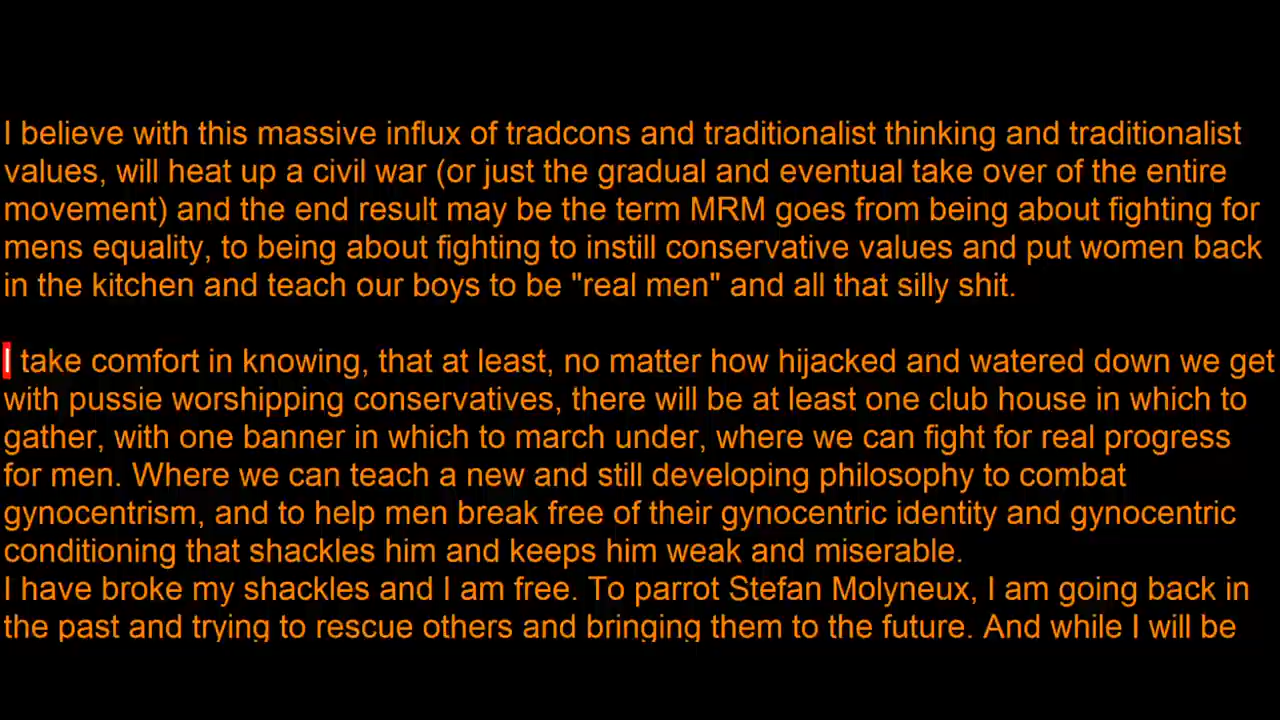 I believe with this massive influx of tradcons and traditionalist thinking and traditionalist
values, will heat up a civil war (or just the gradual and eventual take over of the entire
movement) and the end result may be the term MRM goes from being about fighting for
mens equality, to being about fighting to instill conservative values and put women back
in the kitchen and teach our boys to be "real men" and all that silly shit.
I take comfort in knowing, that at least, no matter how hijacked and watered down we get
with pussie worshipping conservatives, there will be at least one club house in which to
gather, with one banner in which to march under, where we can fight for real progress
for men. Where we can teach a new and still developing philosophy to combat
gynocentrism, and to help men break free of their gynocentric identity and gynocentric
conditioning that shackles him and keeps him weak and miserable.
I have broke my shackles and I am free. To parrot Stefan Molyneux, I am going back in
the past and trying to rescue others and bringing them to the future. And while I will be